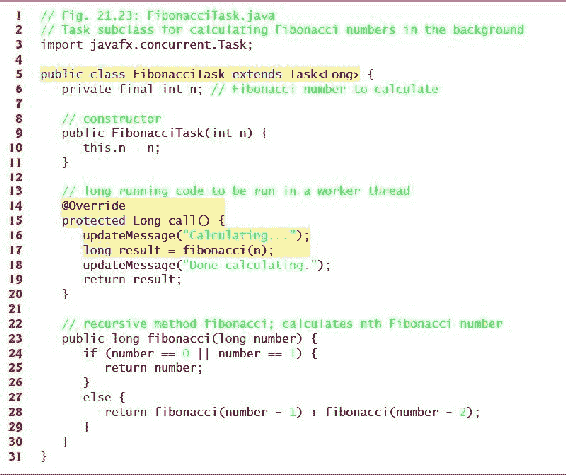 1 // Fig. 21.23: FibonacciTask.java
2 // Task subclass for calculating Fibonacci numbers in the background
3 import javafx.concurrent.Task;
4
5 public class FibonacciTask extends Task<Long> {
6 private final int n; // Fibonacci number to calculate
7
8 // constructor
9 public FibonacciTask(int n) {
10 this.n = n;
11 }
12
13 // long-running code to be run in a worker thread
14 @Override
15 protected Long call() {
16 updateMessage("Calculating...");
17 long result = fibonacci(n);
18 updateMessage("Done calculating.");
19 return result;
20 }
21
22 // recursive method fibonacci; calculates nth Fibonacci number
23 public long fibonacci(long number) {
24 if (number == 0 || number == 1) {
25 return number;
26 }
27 else {
28 return fibonacci(number - 1) + fibonacci(number - 2);
29 }
30 }
31 }